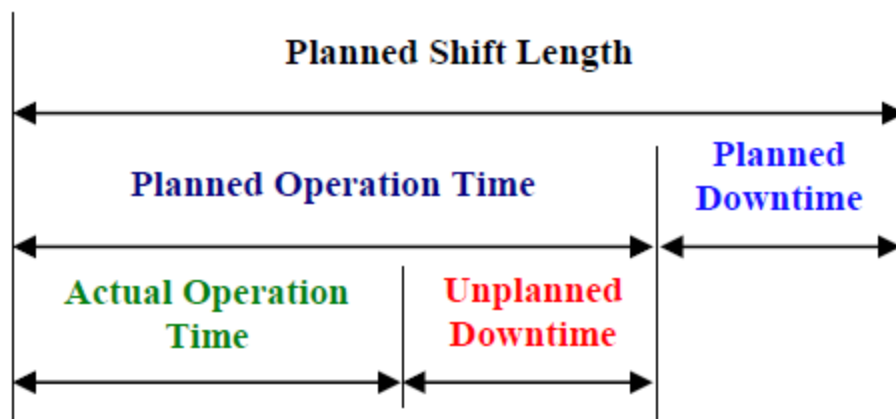 Planned Shift Length
Planned Operation Time
Planned
Downtime
Actual Operation
Time
Unplanned
Downtime